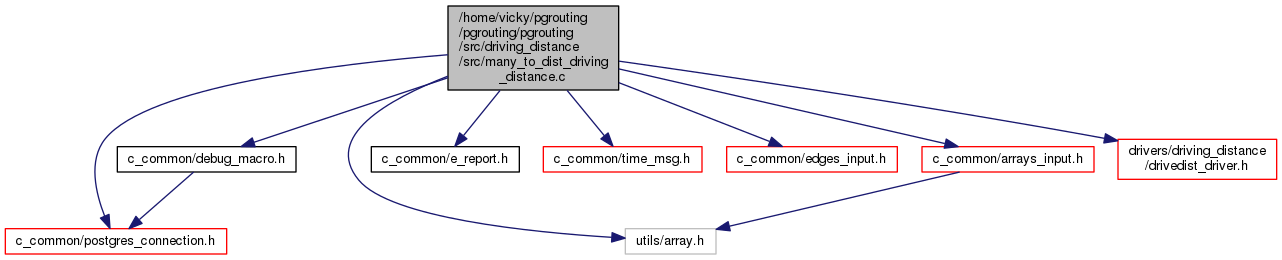 /home/vicky/pgrouting
/pgrouting/pgrouting
/src/driving_distance
/src/many_to_dist_driving
_distance.c
c_common/debug_macro.h
c_common/e_report.h
c_common/time_msg.h
c_common/edges_input.h
c_common/arrays_input.h
drivers/driving_distance
/drivedist_driver.h
c_common/postgres_connection.h
utils/array.h